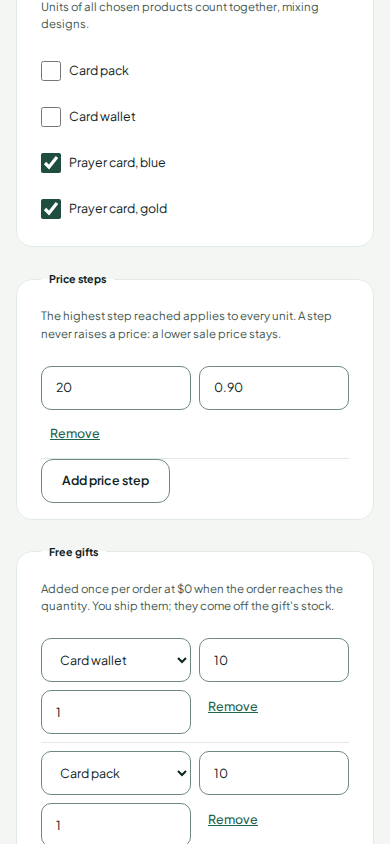 Units of all chosen products count together, mixing
designs.
Card pack
Card wallet
Prayer card, blue
Prayer card, gold
Price steps
The highest step reached applies to every unit. A step
never raises a price: a lower sale price stays.
20
0.90
Remove
Add price step
Free gifts
Added once per order at $0 when the order reaches the
quantity. You ship them; they come off the gift's stock.
Card wallet
10
1
Remove
Card pack
10
1
Remove